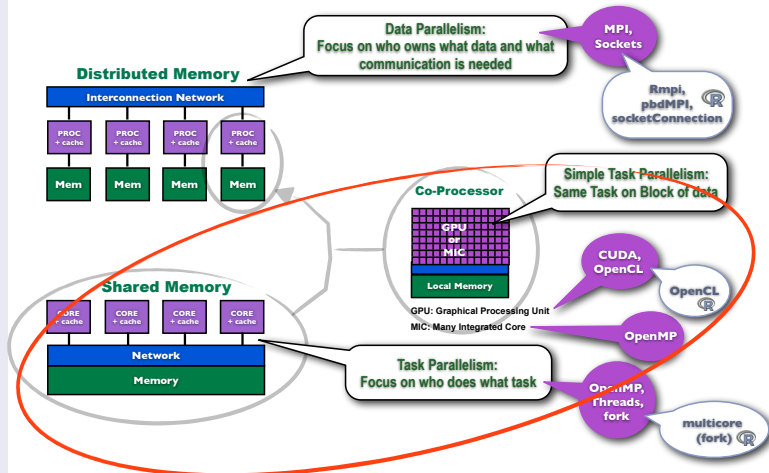 Data Parallelism:
Focus on who owns what data and what
communication is needed
MPI,
Sockets
Rmpi,
pbdMPI,
socketConnection
R
Distributed Memory
Interconnection Network
PROC
+ cache
PROC
+ cache
PROC
+ cache
PROC
+ cache
Mem
Mem
Mem
Mem
Simple Task Parallelism:
Same Task on Block of data
Co-Processor
GPU
or
MIC
Local Memory
GPU: Graphical Processing Unit
MIC: Many Integrated Core
CUDA,
OpenCL
OpenCL
R
OpenMP
Shared Memory
CORE
+ cache
CORE
+ cache
CORE
+ cache
CORE
+ cache
Network
Memory
Task Parallelism:
Focus on who does what task
OpenMP,
Threads,
fork
multicore
(fork) R